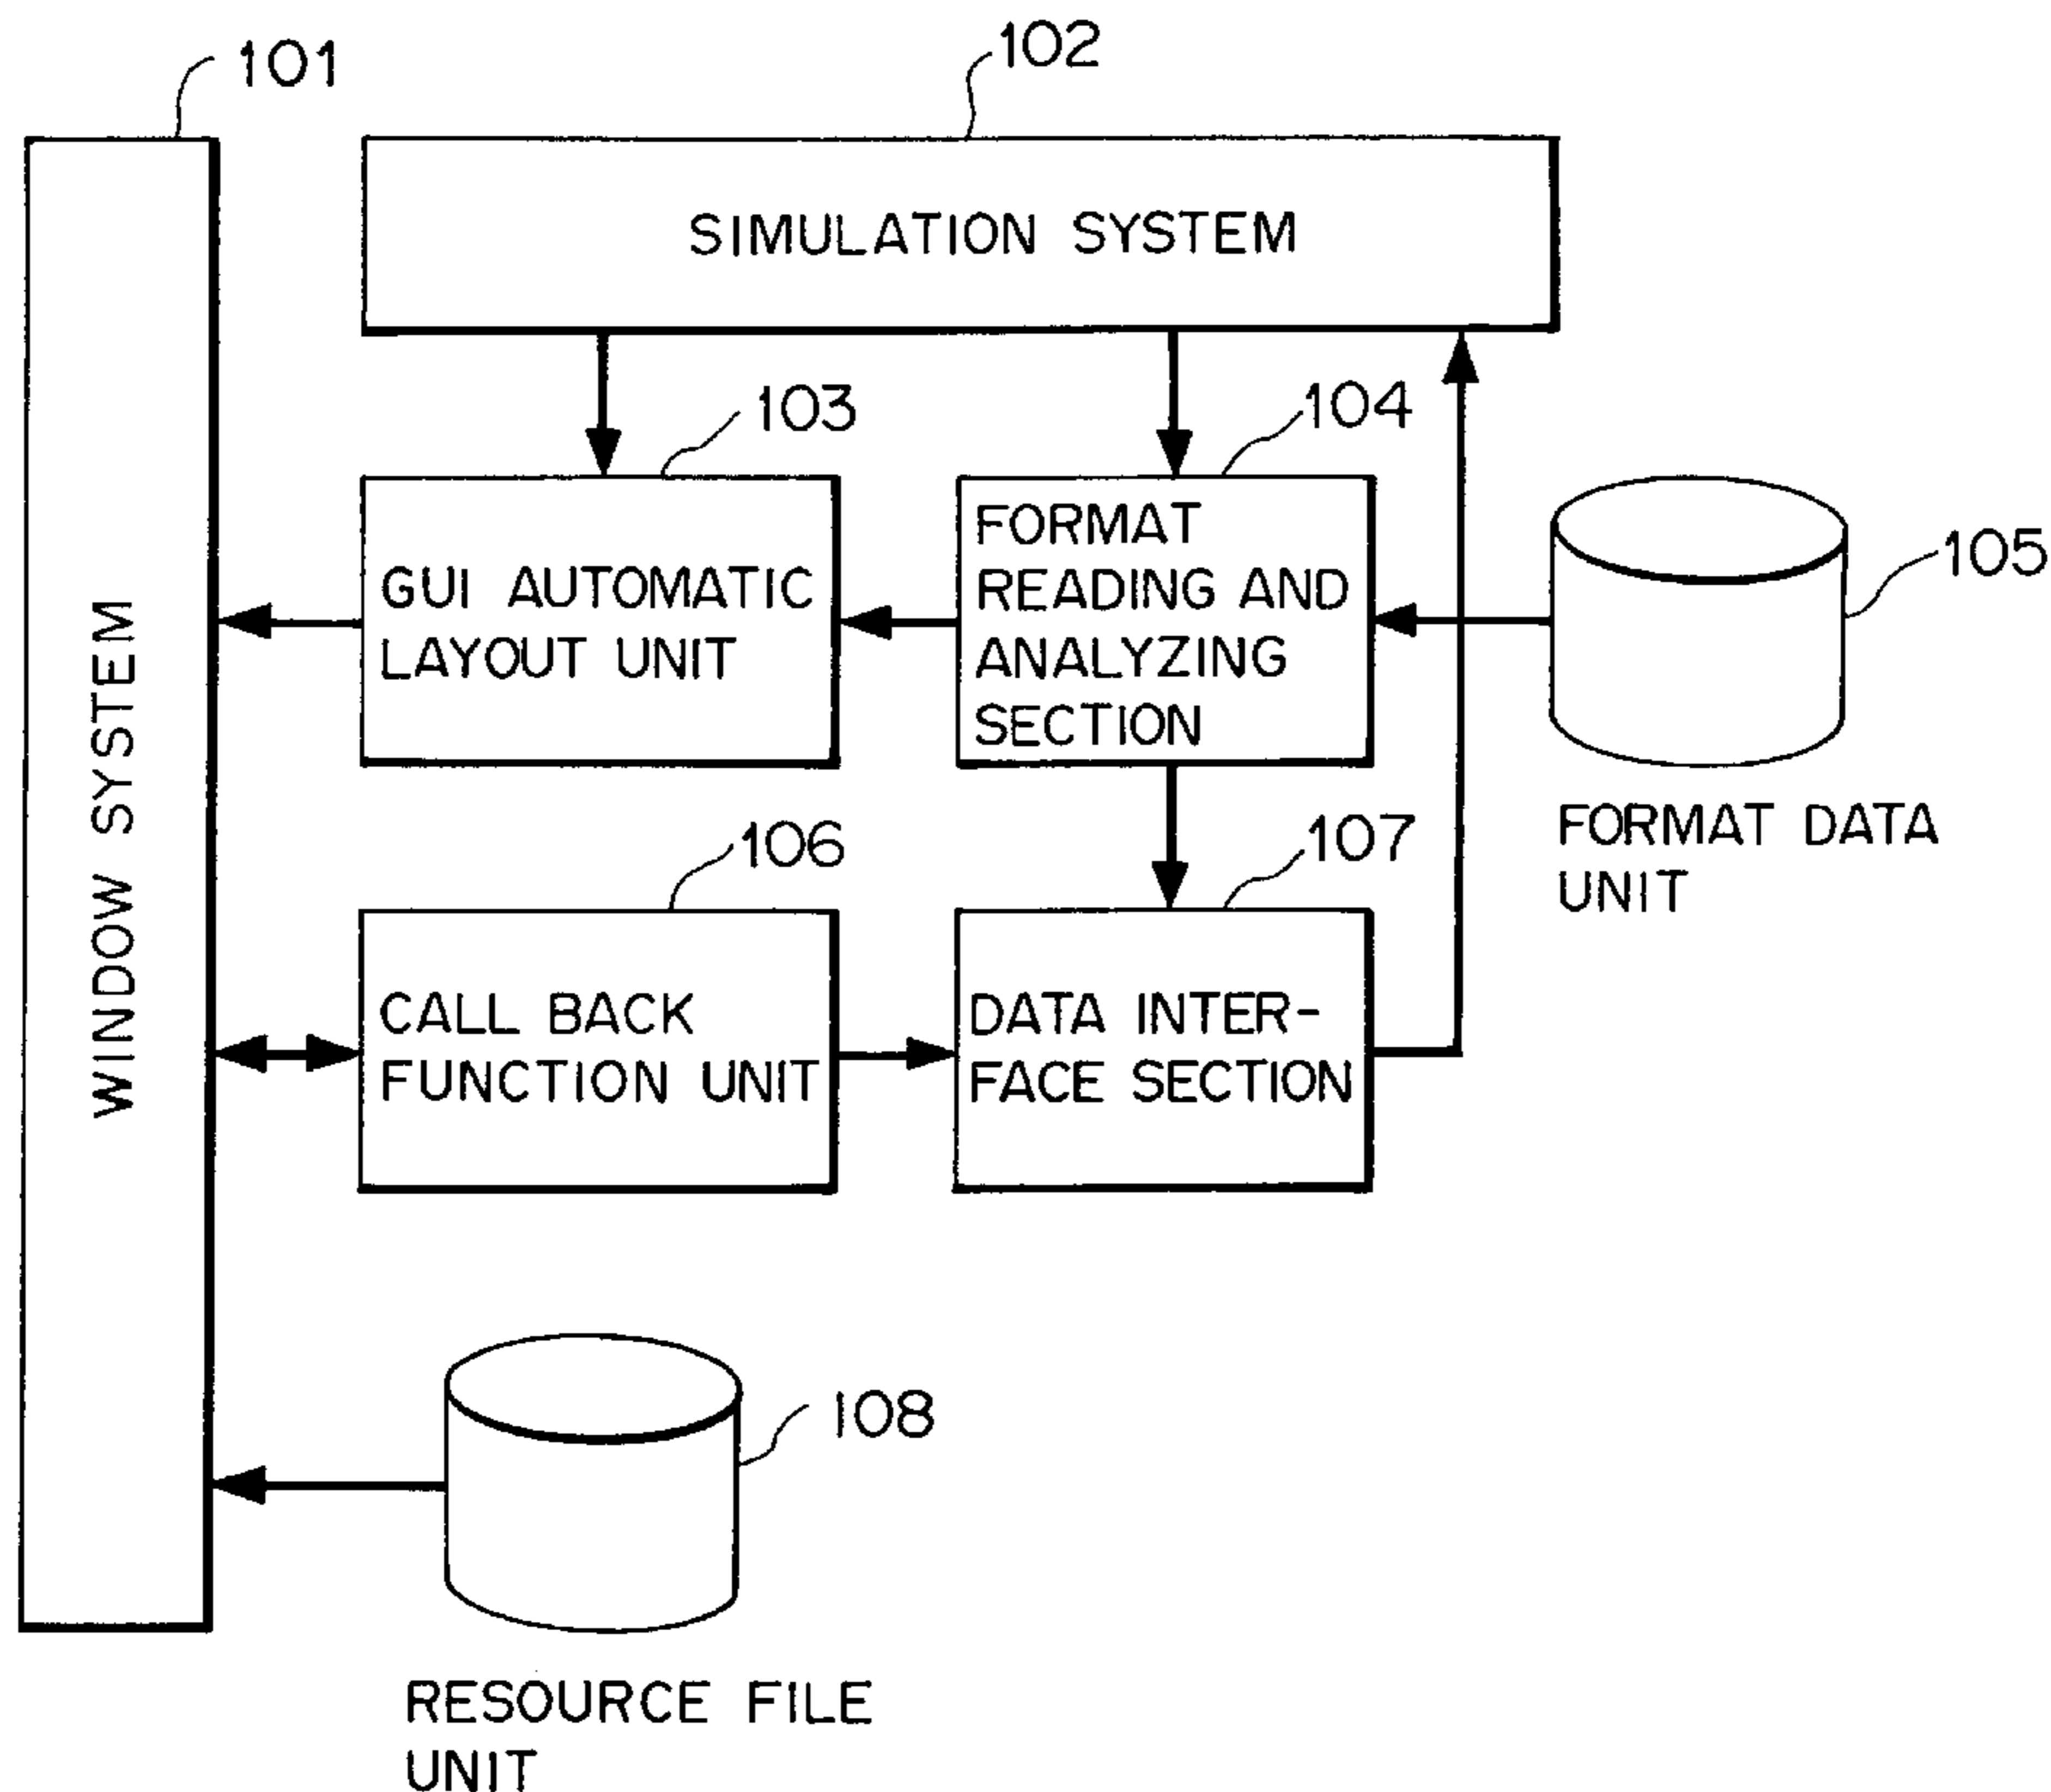 101
102
SIMULATION SYSTEM
103
104
GUI AUTOMATIC
LAYOUT UNIT
FORMAT
READING AND
ANALYZING
SECTION
105
FORMAT DATA
UNIT
WINDOW SYSTEM
106
107
CALL BACK
FUNCTION UNIT
DATA INTER-
FACE SECTION
108
RESOURCE FILE
UNIT